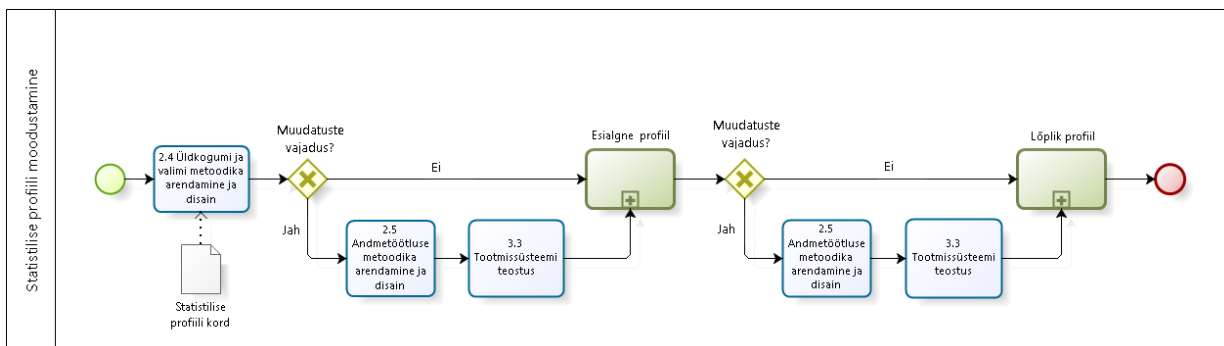 Statistilise profiili moodustamine
2.4 Üldkogumi ja
valimi metoodika
arendamine ja
disain
Statistilise
profiili kord
Muudatuste
vajadus?
Ei
Jah
2.5
Andmetöötluse
metoodika
arendamine ja
disain
3.3
Tootmissüsteemi
teostus
Esialgne profiil
Muudatuste
vajadus?
Ei
Jah
2.5
Andmetöötluse
metoodika
arendamine ja
disain
3.3
Tootmissüsteemi
teostus
Lõplik profiil